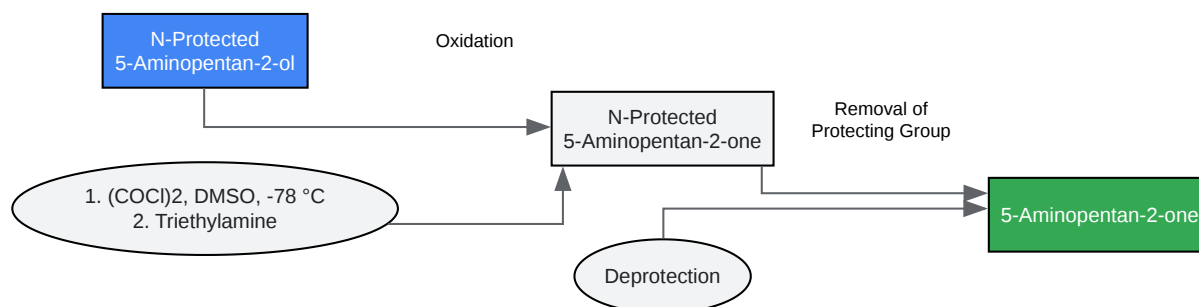 N-Protected
5-Aminopentan-2-ol
Oxidation
N-Protected
5-Aminopentan-2-one
Removal of
Protecting Group
1. (COCl)2, DMSO, -78 °C
2. Triethylamine
5-Aminopentan-2-one
Deprotection